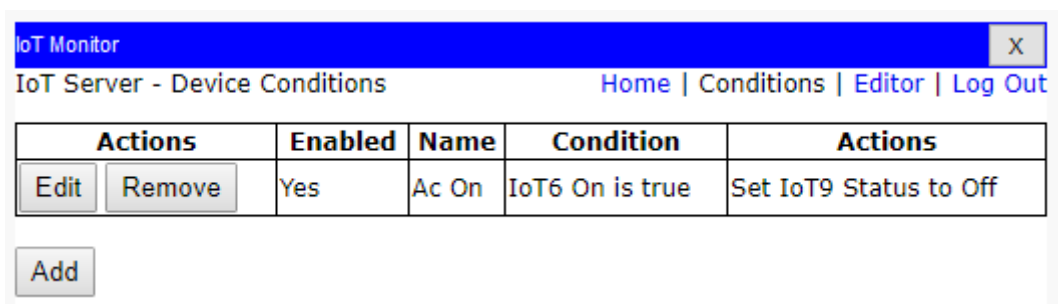 IoT Monitor X
IoT Server - Device Conditions Home | Conditions | Editor | Log Out
Actions Enabled Name Condition Actions
Edit Remove Yes Ac On IoT6 On is true Set IoT9 Status to Off
Add